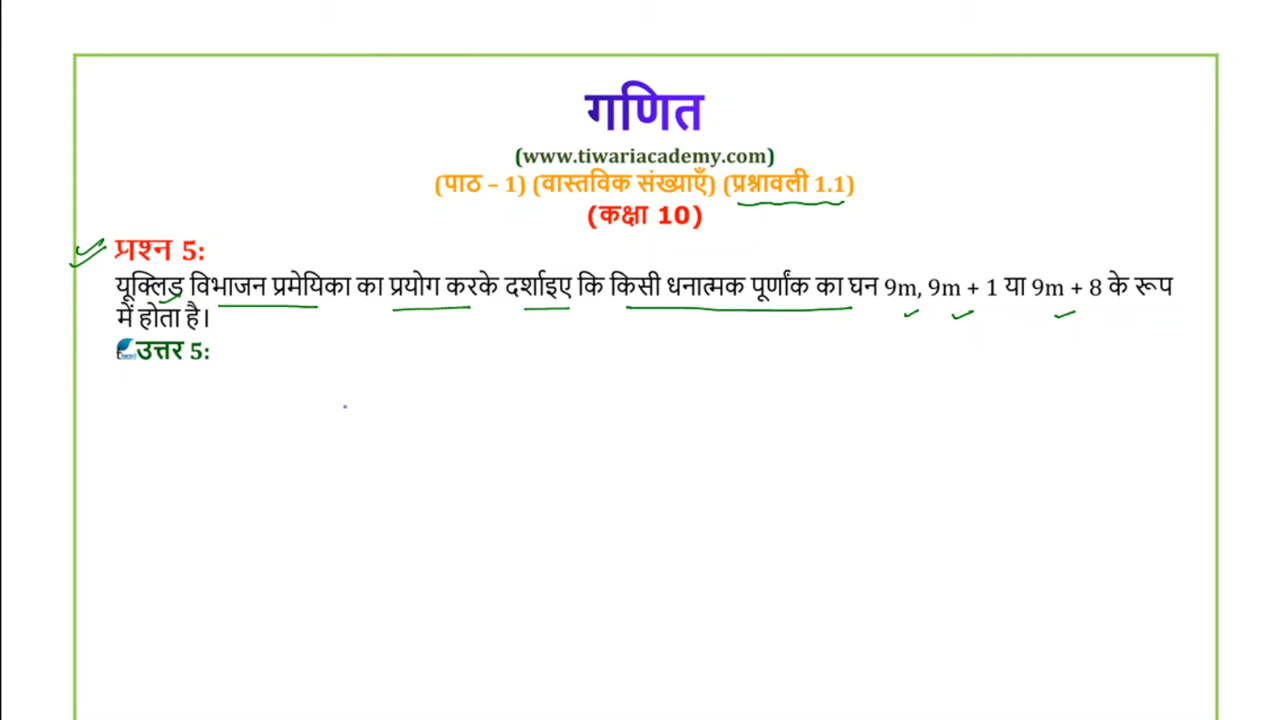 गणित
(www.tiwariacademy.com)
(पाठ – 1) (वास्तविक संख्याएँ) (प्रश्नावली 1.1)
(कक्षा 10)
प्रश्न 5:
यूक्लिड विभाजन प्रमेयिका का प्रयोग करके दर्शाइए कि किसी धनात्मक पूर्णांक का घन 9m, 9m + 1 या 9m + 8 के रूप
में होता है।
उत्तर 5: